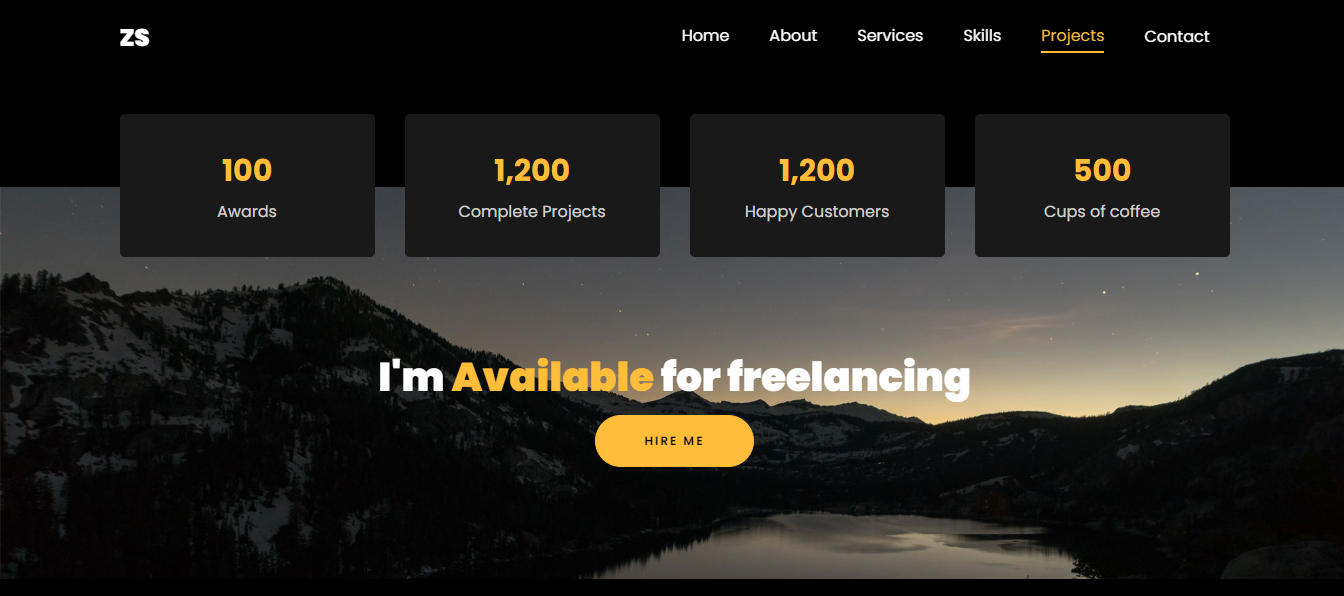 ZS
Home About Services Skills Projects Contact
100 1,200 1,200 500
Awards Complete Projects Happy Customers Cups of coffee
I'm Available for freelancing
HIRE ME